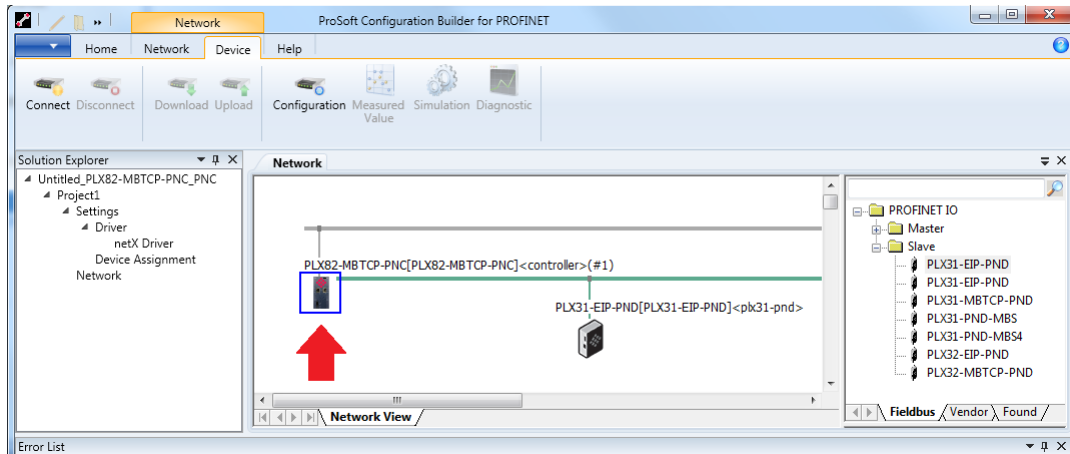 Network
ProSoft Configuration Builder for PROFINET
Home Network Device Help
Connect Disconnect Download Upload Configuration Measured Value Simulation Diagnostic
Solution Explorer
Untitled_PLX82-MBTCP-PNC_PNC
Project1
Settings
Driver
netX Driver
Device Assignment
Network
Network
PLX82-MBTCP-PNC[PLX82-MBTCP-PNC]<controller>(#1)
PLX31-EIP-PND[PLX31-EIP-PND]<plx31-pnd>
Network View
PROFINET IO
Master
Slave
PLX31-EIP-PND
PLX31-EIP-PND
PLX31-MBTCP-PND
PLX31-PND-MBS
PLX31-PND-MBS4
PLX32-EIP-PND
PLX32-MBTCP-PND
Fieldbus Vendor Found
Error List